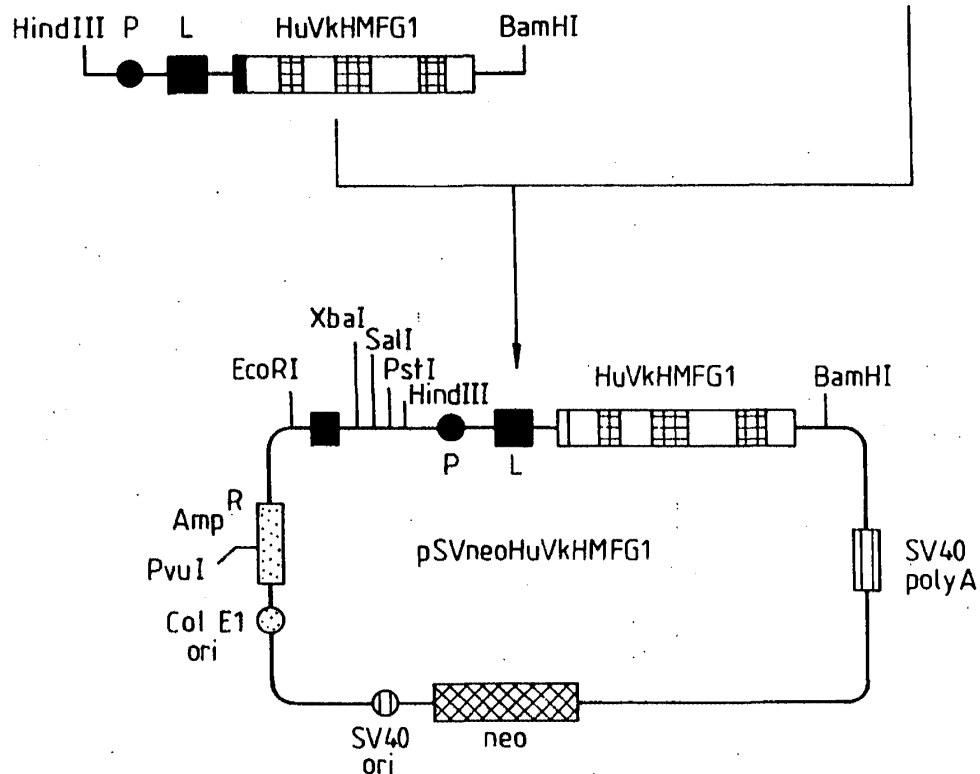 HindIII P L HuVkHMFG1 BamHI
XbaI
SalI
PstI
HindIII
EcoRI
HuVkHMFG1
BamHI
P L
Amp R
PvuI
pSVneoHuVkHMFG1
SV40
polyA
Col E1
ori
SV40
ori
neo